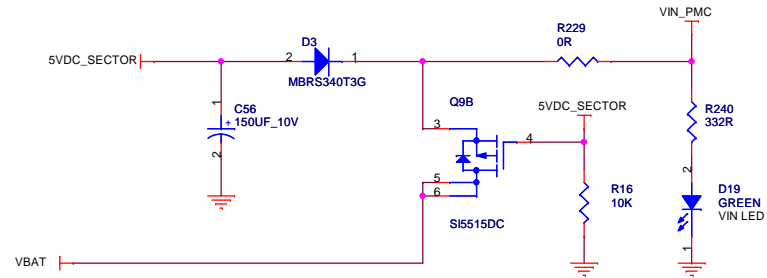 VIN_PMC
R229
0R
D3
5VDC_SECTOR
2
1
MBRS340T3G
Q9B
5VDC_SECTOR
1
C56
+
150UF_10V
2
3
4
5
6
SI5515DC
R16
10K
R240
332R
2
D19
GREEN
VIN LED
1
VBAT